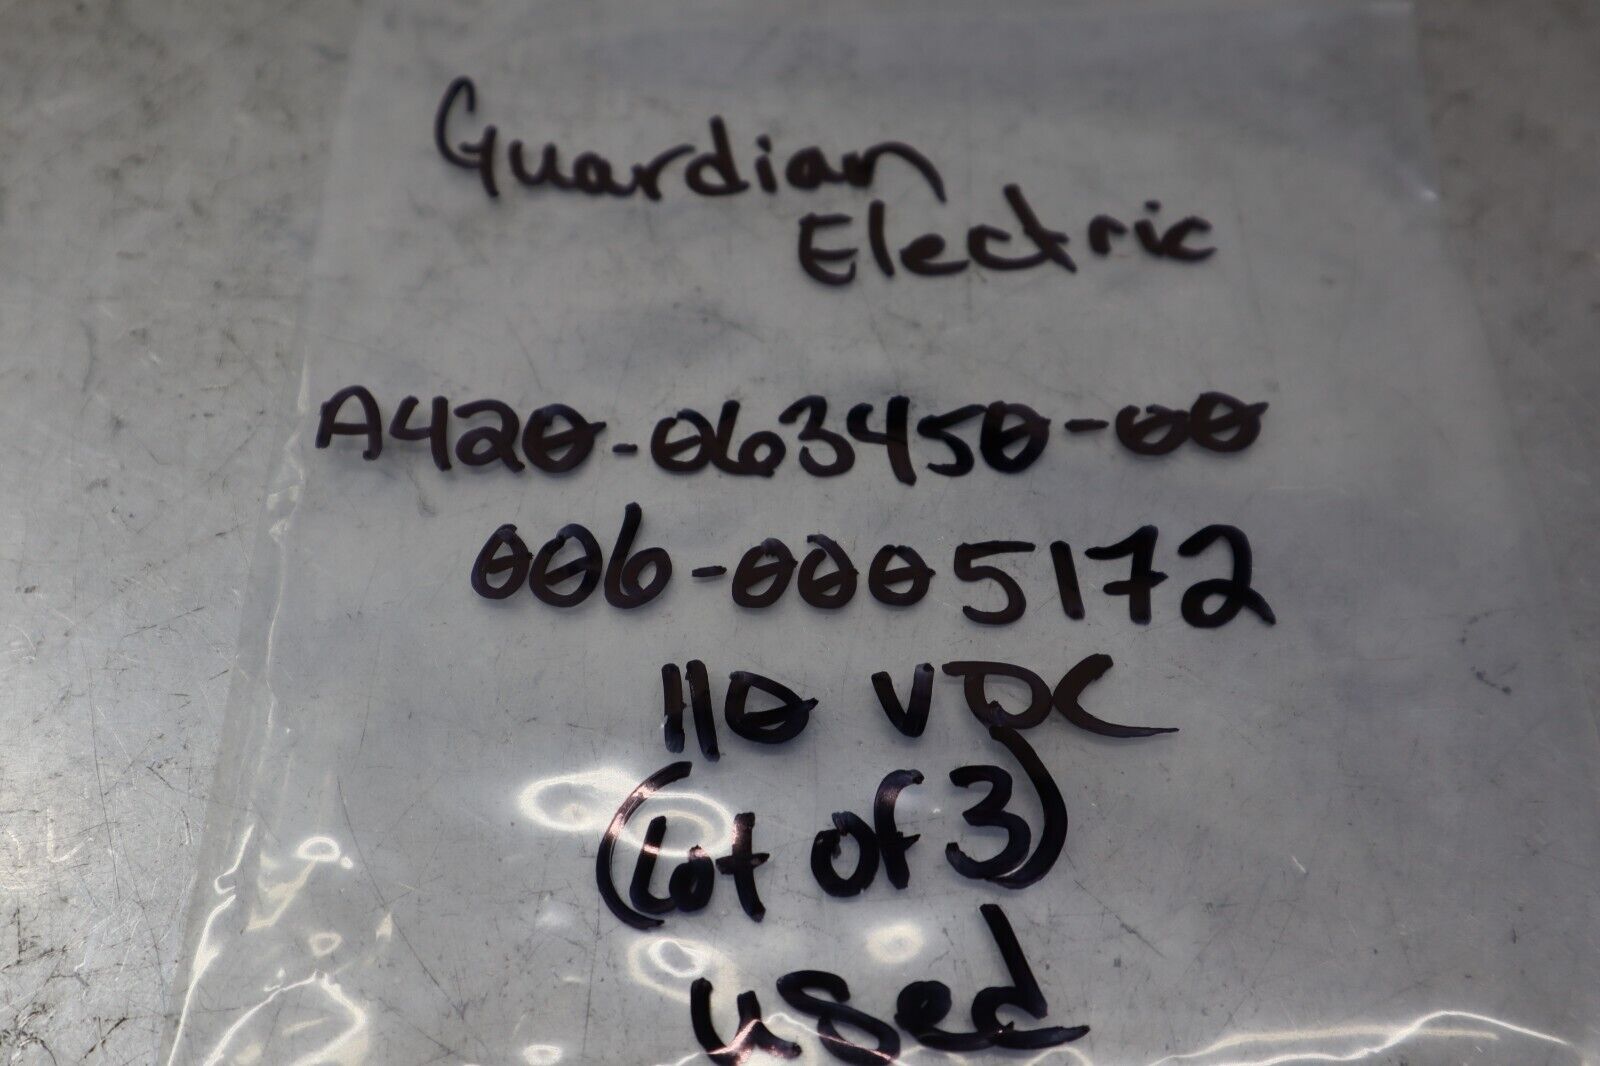 Guardian
Electric
A420-063450-00
006-0005172
110 VDC
(Lot of 3)
used